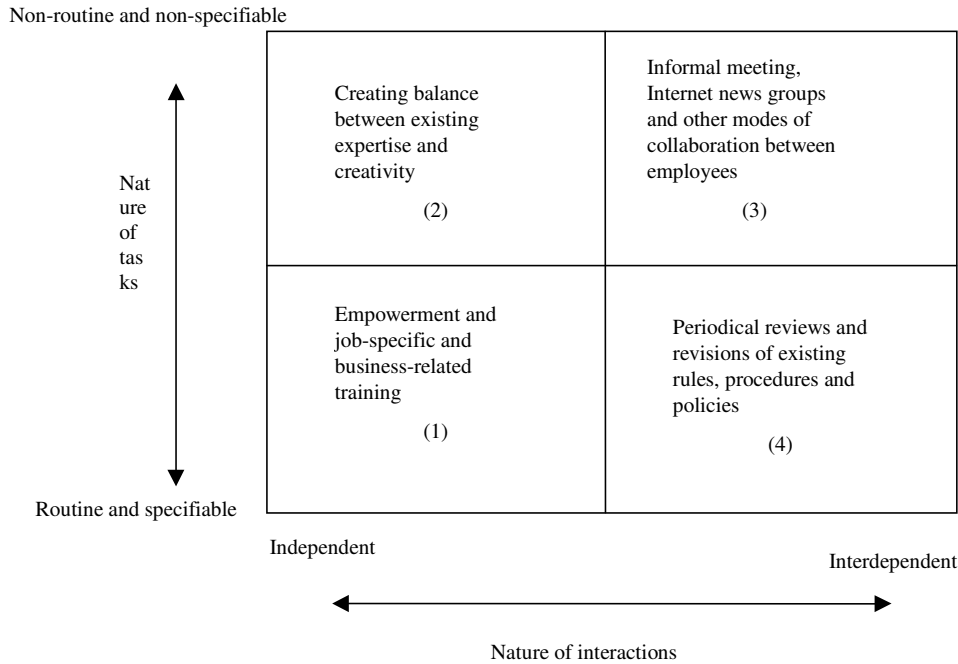 Non-routine and non-specifiable
Creating balance
between existing
expertise and
creativity
(2)
Informal meeting,
Internet news groups
and other modes of
collaboration between
employees
(3)
Nat
ure
of
tas
ks
Empowerment and
job-specific and
business-related
training
(1)
Periodical reviews and
revisions of existing
rules, procedures and
policies
(4)
Routine and specifiable
Independent
Interdependent
Nature of interactions